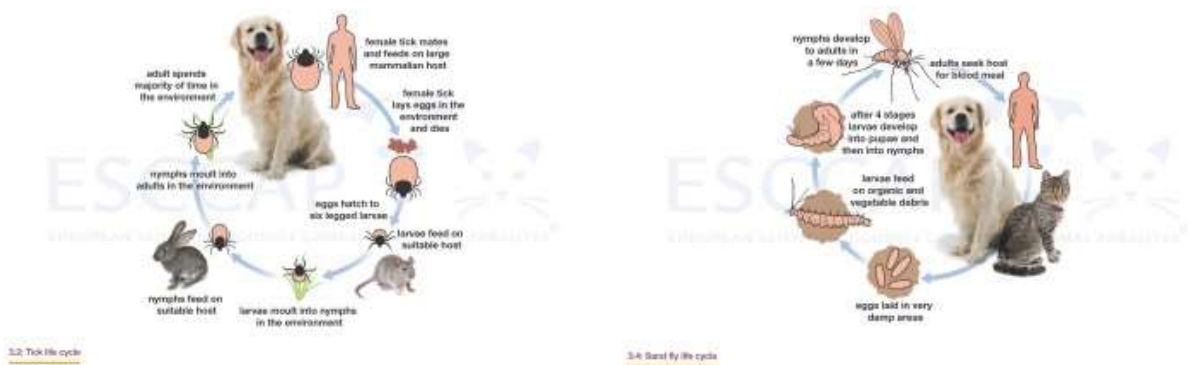 female tick mates
and feeds on large
mammalian host
female tick
lays eggs in the
environment
and dies
eggs hatch to
six legged larvae
larvae feed on
suitable host
larvae moult into nymphs
in the environment
nymphs feed on
suitable host
nymphs moult into
adults in the environment
adult spends
majority of time in
the environment
3.2: Tick life cycle
nymphs develop
to adults in
a few days
adults seek host
for blood meal
eggs laid in very
damp areas
larvae feed
on organic and
vegetable debris
after 4 stages
larvae develop
into pupae and
then into nymphs
3.4: Sand fly life cycle